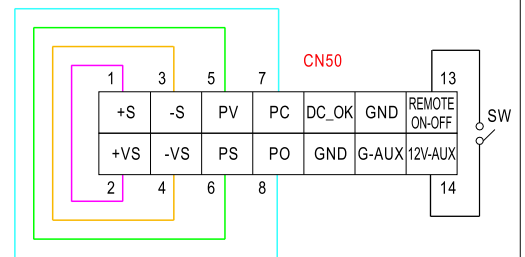 CN50
1 3 5 7 13
+S -S PV PC DC_OK GND REMOTE
ON-OFF
SW
+VS -VS PS PO GND G-AUX 12V-AUX
2 4 6 8 14